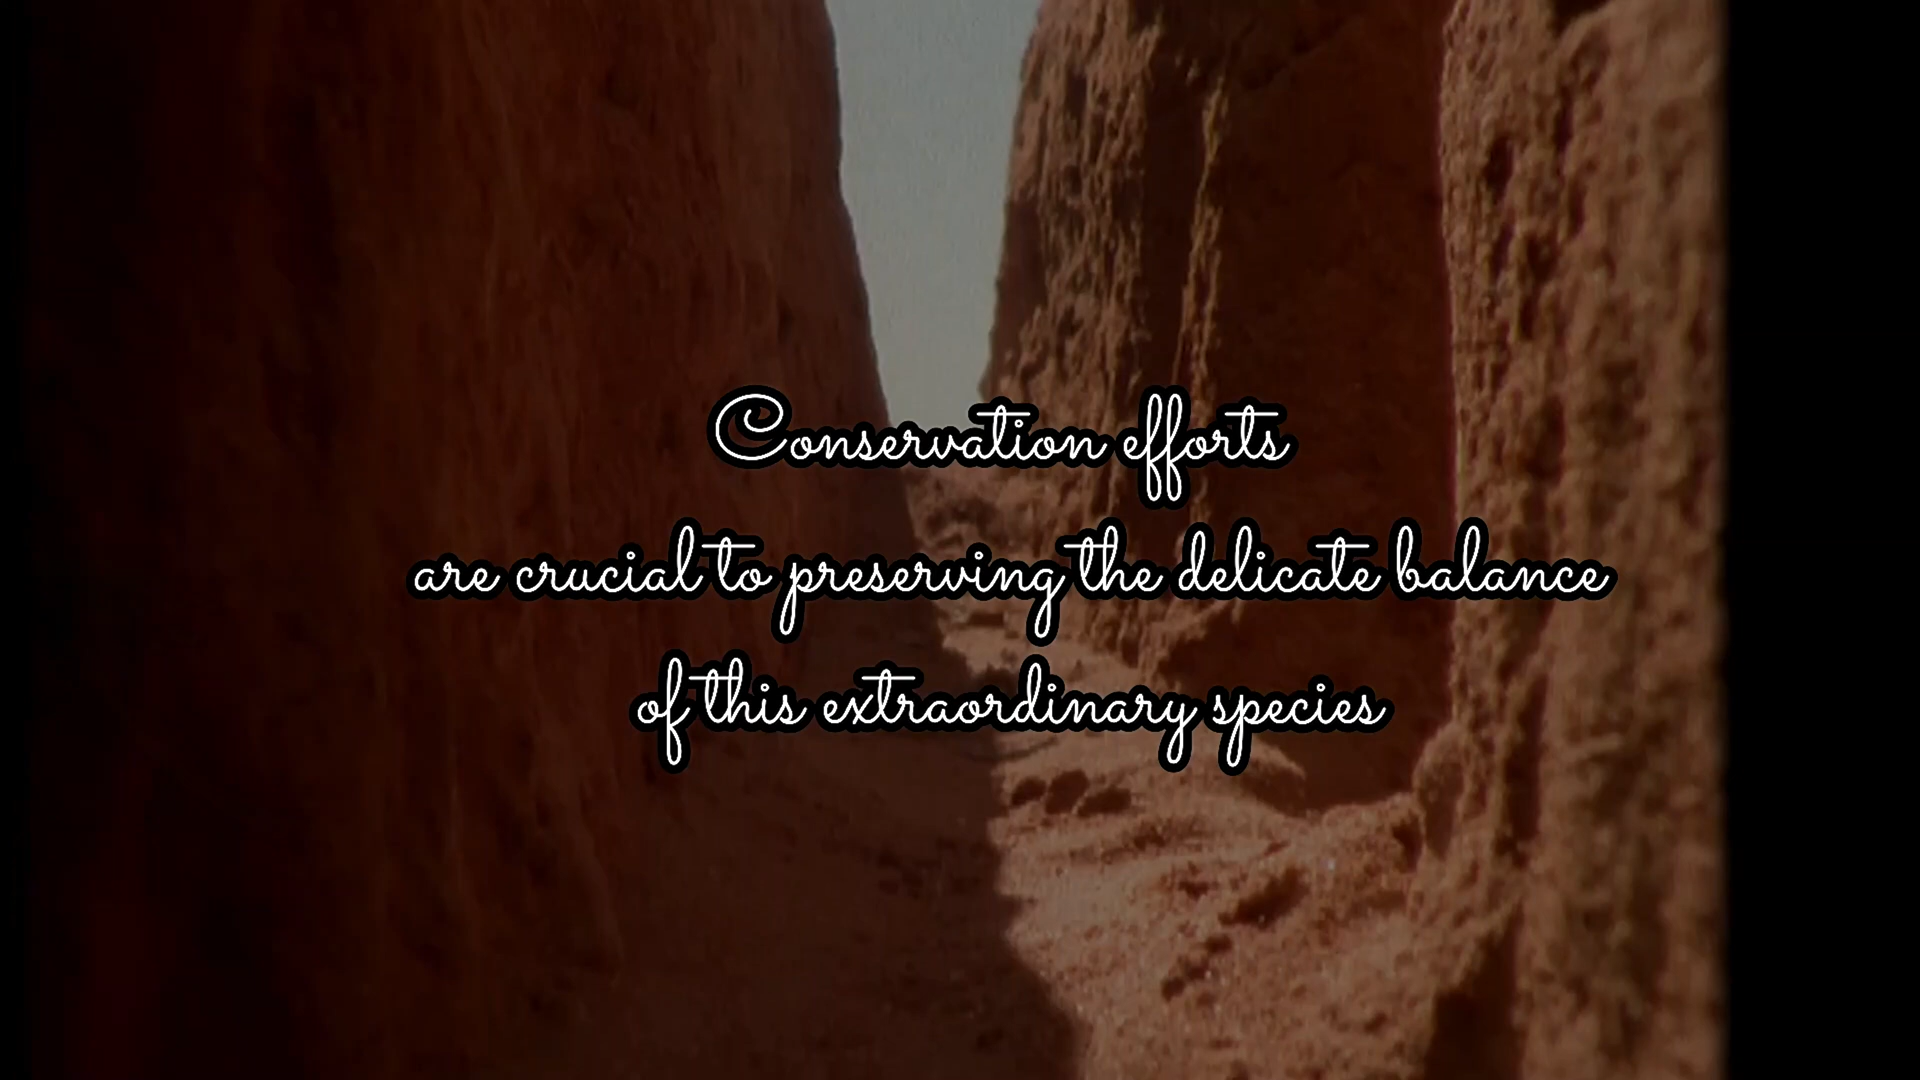 Conservation efforts
are crucial to preserving the delicate balance
of this extraordinary species